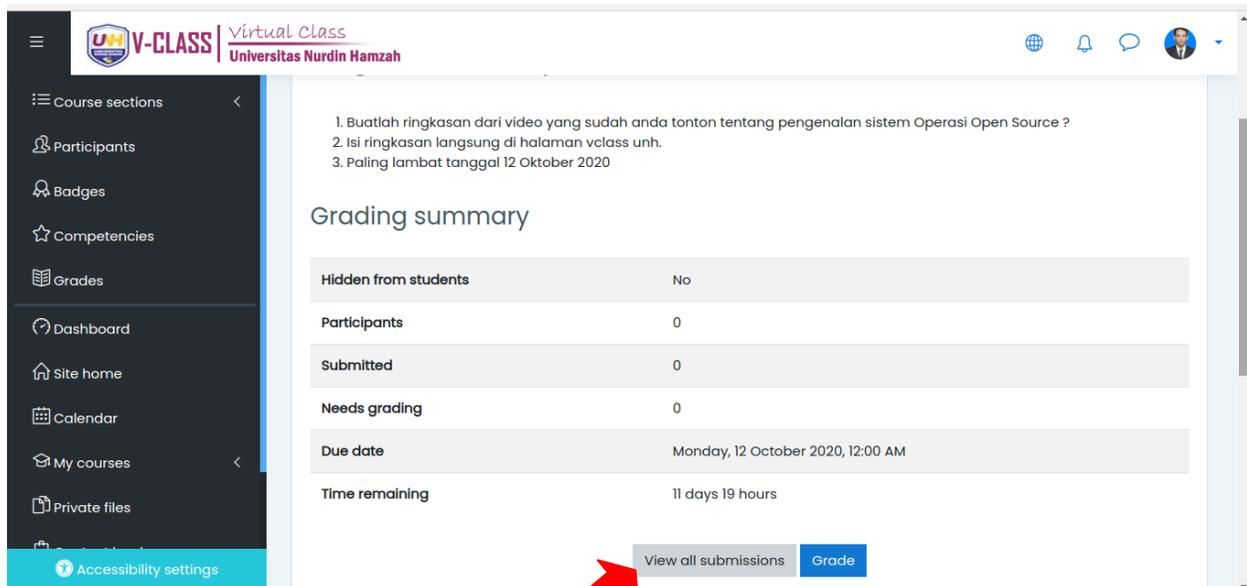 V-CLASS
Virtual Class
Universitas Nurdin Hamzah
Course sections
Participants
Badges
Competencies
Grades
Dashboard
Site home
Calendar
My courses
Private files
Accessibility settings
1. Buatlah ringkasan dari video yang sudah anda tonton tentang pengenalan sistem Operasi Open Source ?
2. Isi ringkasan langsung di halaman vclass unh.
3. Paling lambat tanggal 12 Oktober 2020
Grading summary
Hidden from students No
Participants 0
Submitted 0
Needs grading 0
Due date Monday, 12 October 2020, 12:00 AM
Time remaining 11 days 19 hours
View all submissions Grade